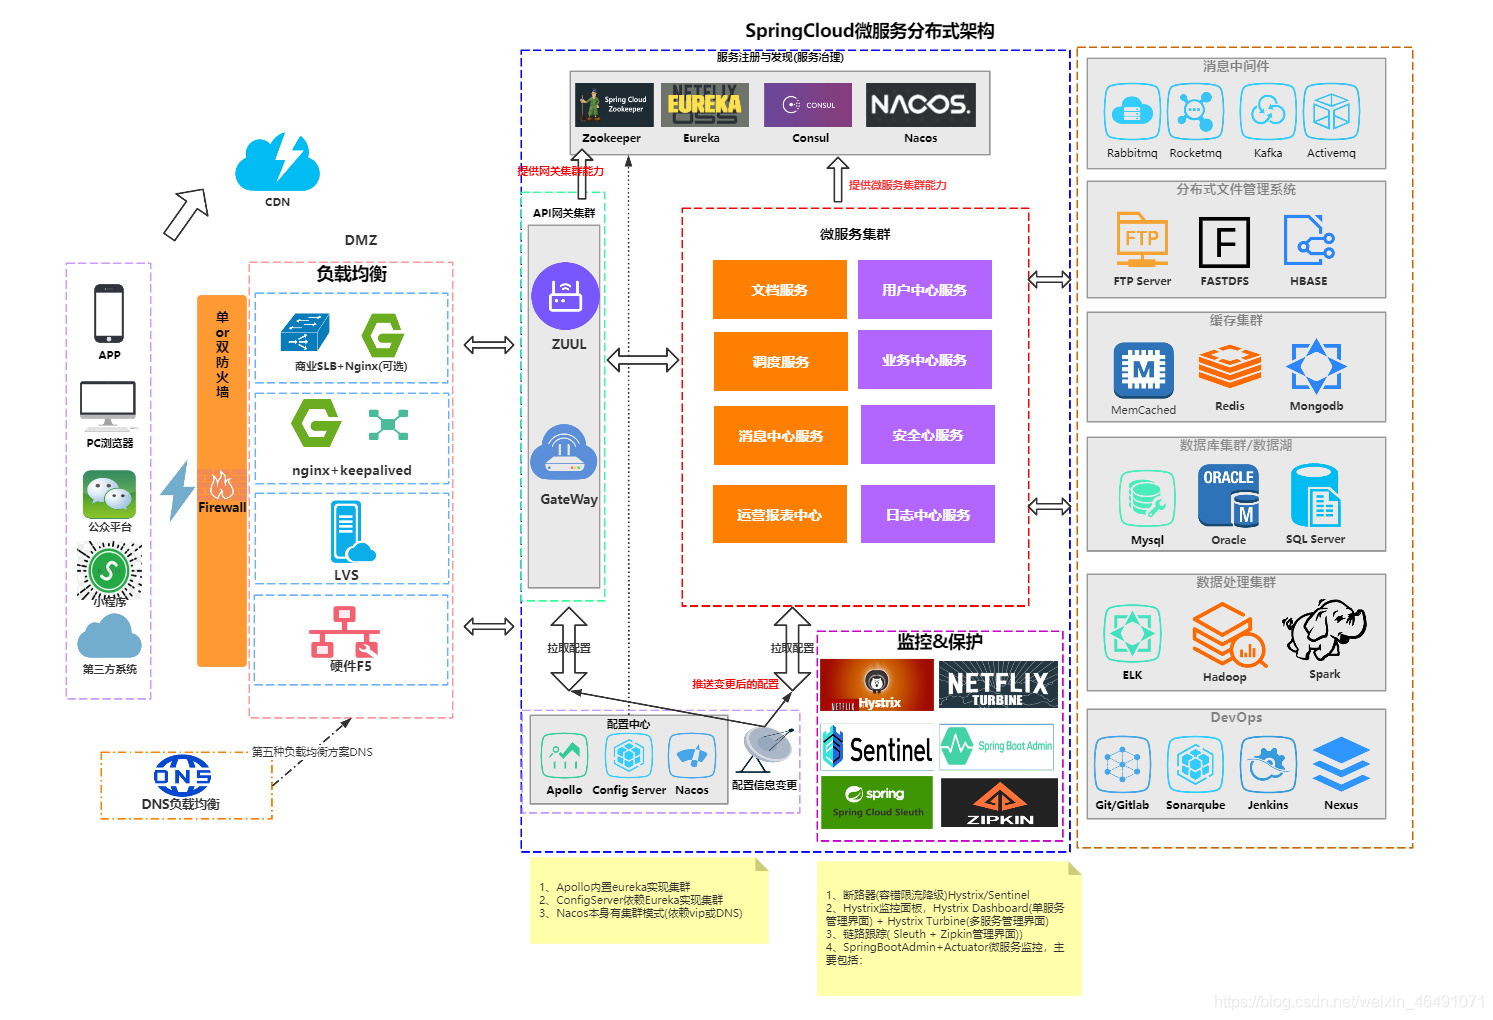 SpringCloud微服务分布式架构
服务注册与发现(服务治理)
Spring Cloud
Zookeeper
NETFLIX
EUREKA
OSS
CONSUL
NACOS.
Zookeeper
Eureka
Consul
Nacos
提供网关集群能力
提供微服务集群能力
CDN
DMZ
APP
PC浏览器
公众平台
小程序
第三方系统
单
or
双
防
火
墙
Firewall
负载均衡
商业SLB+Nginx(可选)
nginx+keepalived
LVS
硬件F5
第五种负载均衡方案DNS
DNS
DNS负载均衡
API网关集群
ZUUL
GateWay
微服务集群
文档服务
用户中心服务
调度服务
业务中心服务
消息中心服务
安全心服务
运营报表中心
日志中心服务
拉取配置
拉取配置
推送变更后的配置
配置中心
Apollo
Config Server
Nacos
配置信息变更
监控&保护
NETFLIX
Hystrix
NETFLIX
TURBINE
Sentinel
Spring Boot Admin
spring
Spring Cloud Sleuth
ZIPKIN
消息中间件
Rabbitmq
Rocketmq
Kafka
Activemq
分布式文件管理系统
FTP
F
FTP Server
FASTDFS
HBASE
缓存集群
M
MemCached
Redis
Mongodb
数据库集群/数据湖
ORACLE
M
Mysql
Oracle
SQL Server
数据处理集群
ELK
Hadoop
Spark
DevOps
Git/Gitlab
Sonarqube
Jenkins
Nexus
1、Apollo内置eureka实现集群
2、ConfigServer依赖Eureka实现集群
3、Nacos本身有集群模式(依赖vip或DNS)
1、断路器(容错限流降级)Hystrix/Sentinel
2、Hystrix监控面板，Hystrix Dashboard(单服务
管理界面) + Hystrix Turbine(多服务管理界面)
3、链路跟踪( Sleuth + Zipkin管理界面))
4、SpringBootAdmin+Actuator微服务监控，主
要包括：
https://blog.csdn.net/weixin_46491071